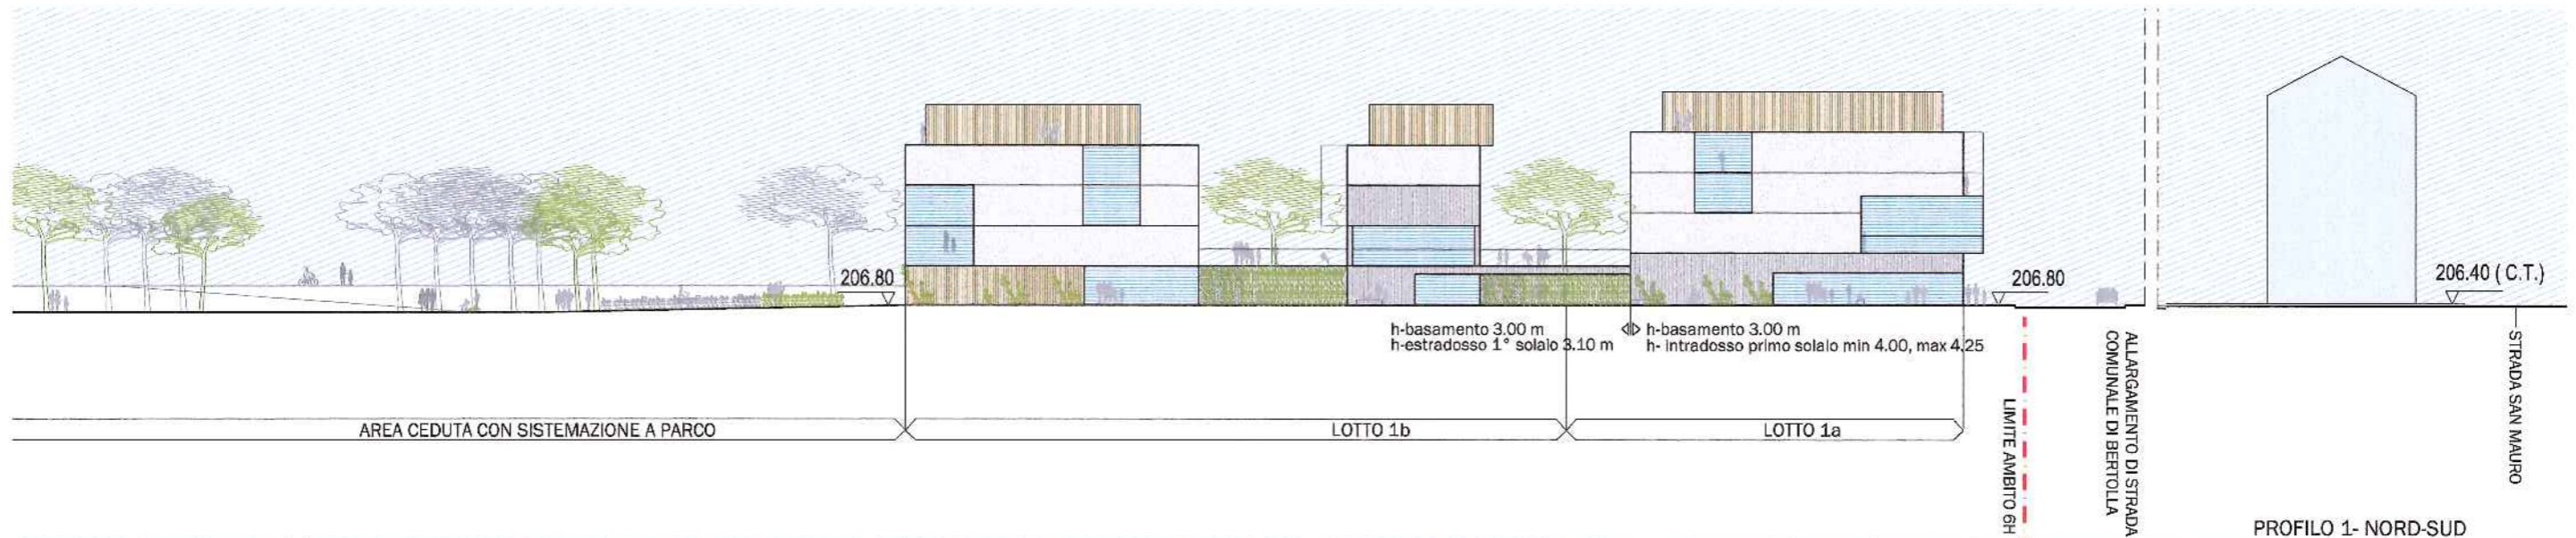 206.80
206.80
206.40 ( C.T.)
h-basamento 3.00 m
h-estradosso 1° solaio 3.10 m
h-basamento 3.00 m
h- intradosso primo solaio min 4.00, max 4.25
AREA CEDUTA CON SISTEMAZIONE A PARCO
LOTTO 1b
LOTTO 1a
LIMITE AMBITO 6H
ALLARGAMENTO DI STRADA
COMUNALE DI BERTOLLA
STRADA SAN MAURO
PROFILO 1- NORD-SUD